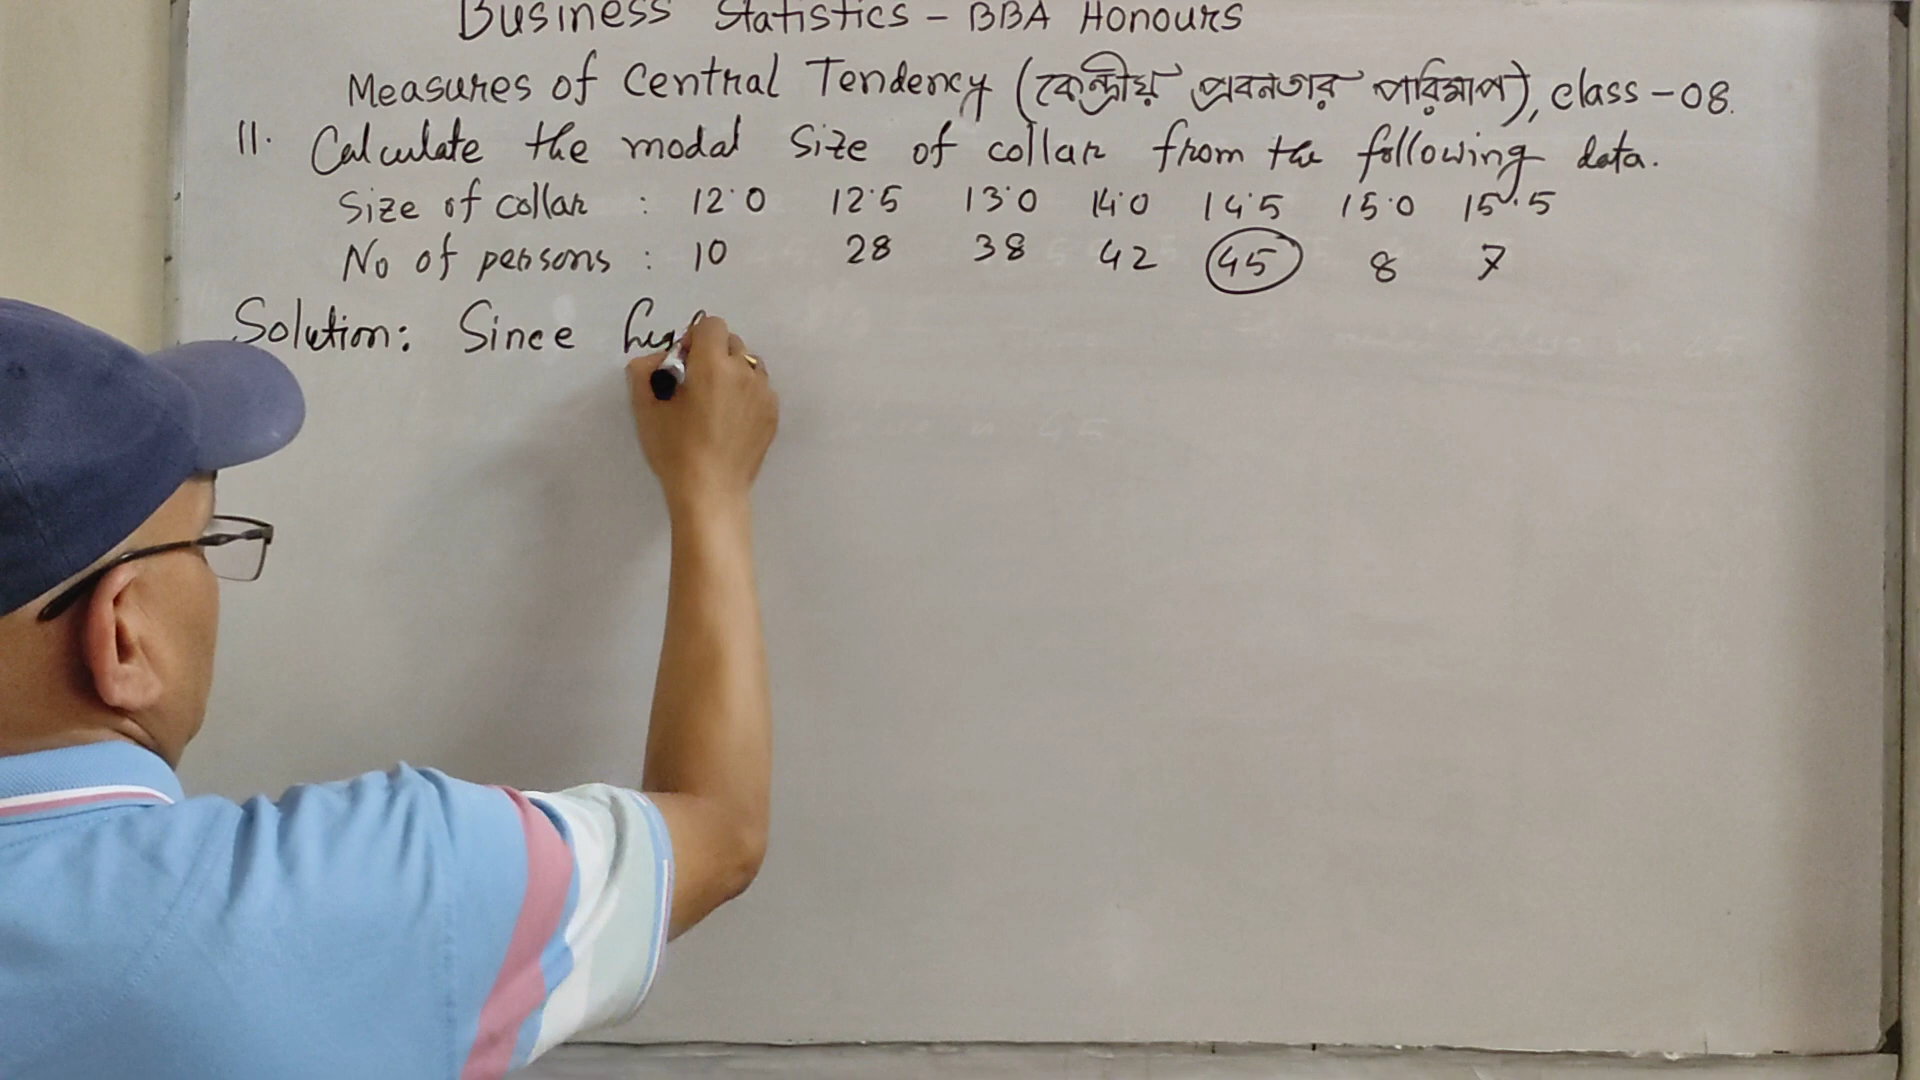 Business Statistics - BBA Honours
Measures of Central Tendency (কেন্দ্রীয় প্রবনতার পরিমাপ), class - 08.
11. Calculate the modal size of collar from the following data.
Size of collar : 12.0 12.5 13.0 14.0 14.5 15.0 15.5
No of persons : 10 28 38 42 45 8 7
Solution: Since